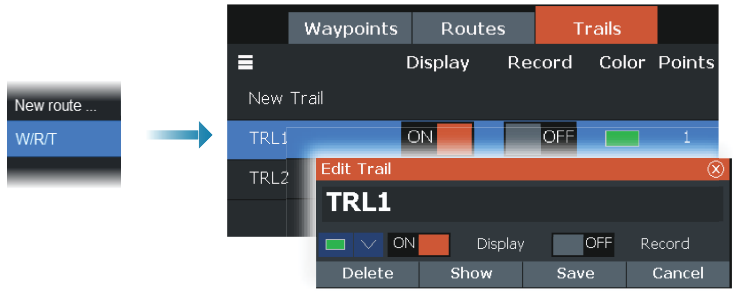 New route ...
W/R/T
Waypoints Routes Trails
Display Record Color Points
New Trail
TRL1 ON OFF 1
TRL2
Edit Trail
TRL1
ON Display OFF Record
Delete Show Save Cancel